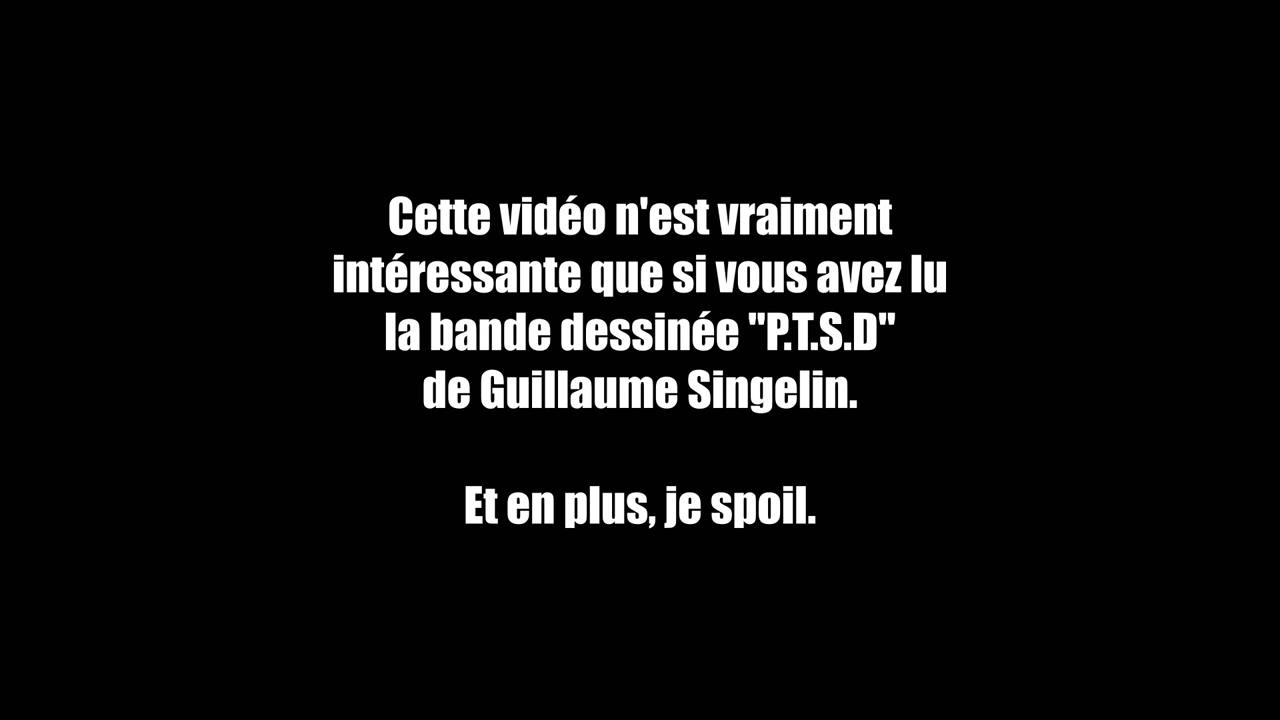 Cette vidéo n'est vraiment
intéressante que si vous avez lu
la bande dessinée "P.T.S.D"
de Guillaume Singelin.
Et en plus, je spoil.